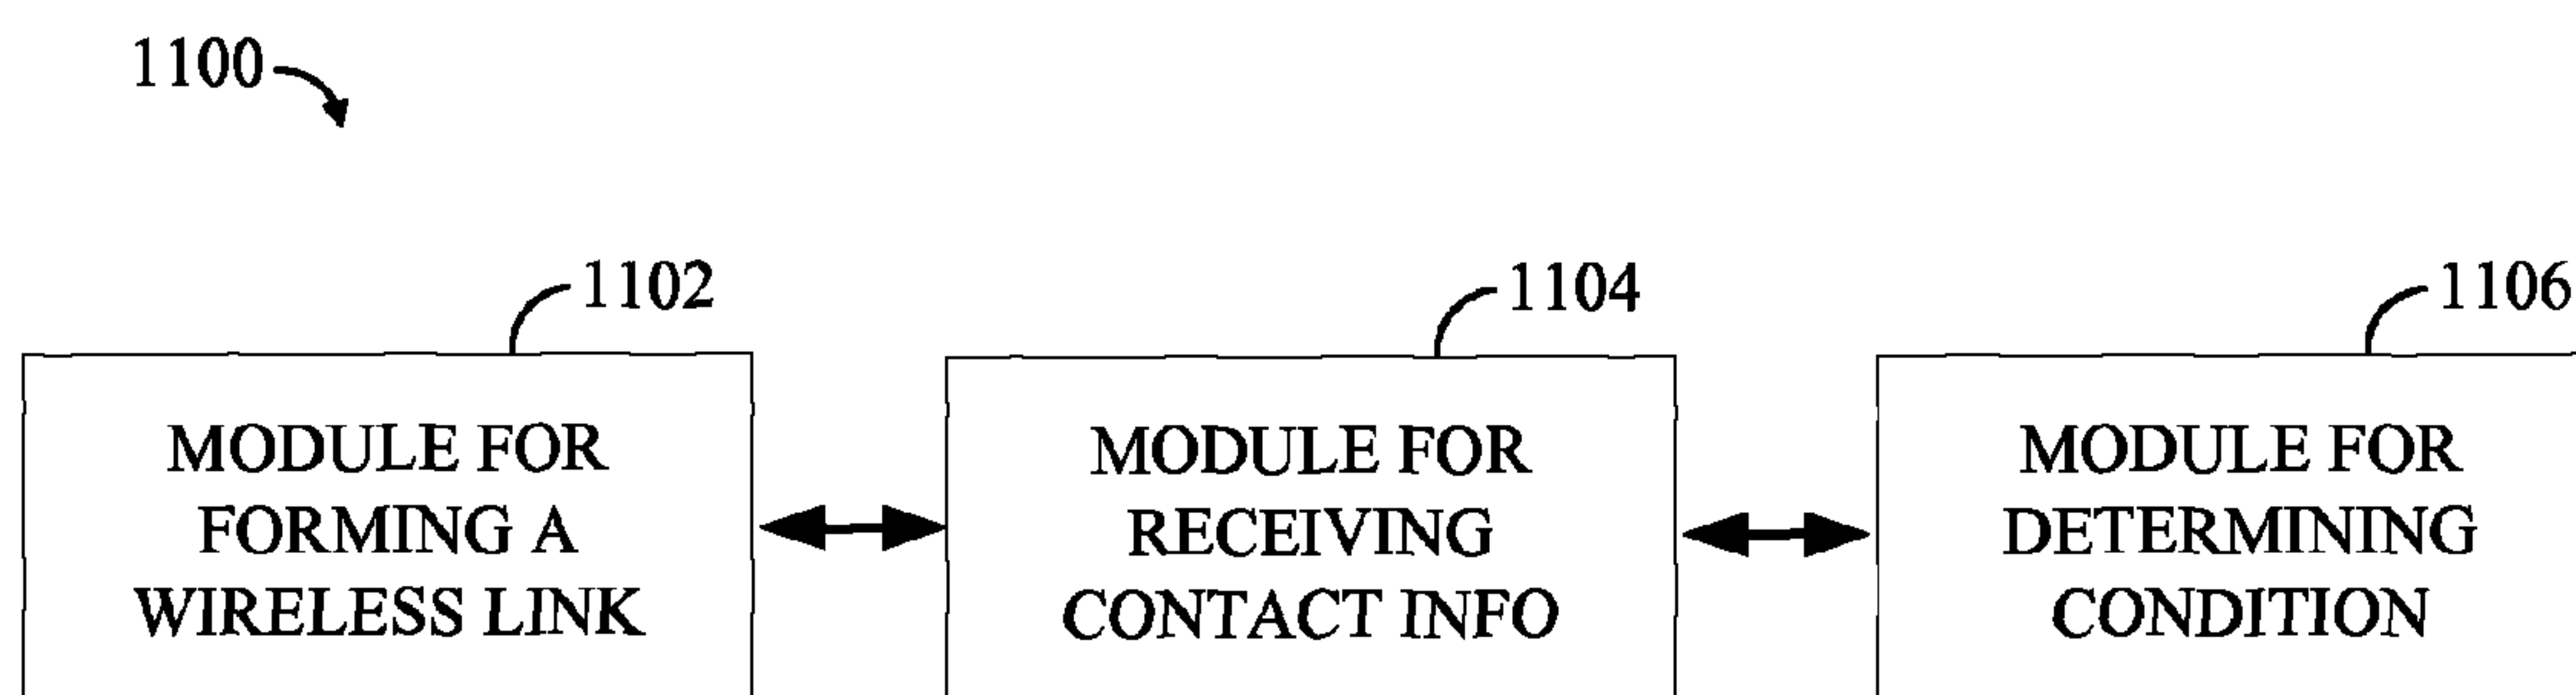 1100
1102
1104
1106
MODULE FOR
FORMING A
WIRELESS LINK
MODULE FOR
RECEIVING
CONTACT INFO
MODULE FOR
DETERMINING
CONDITION